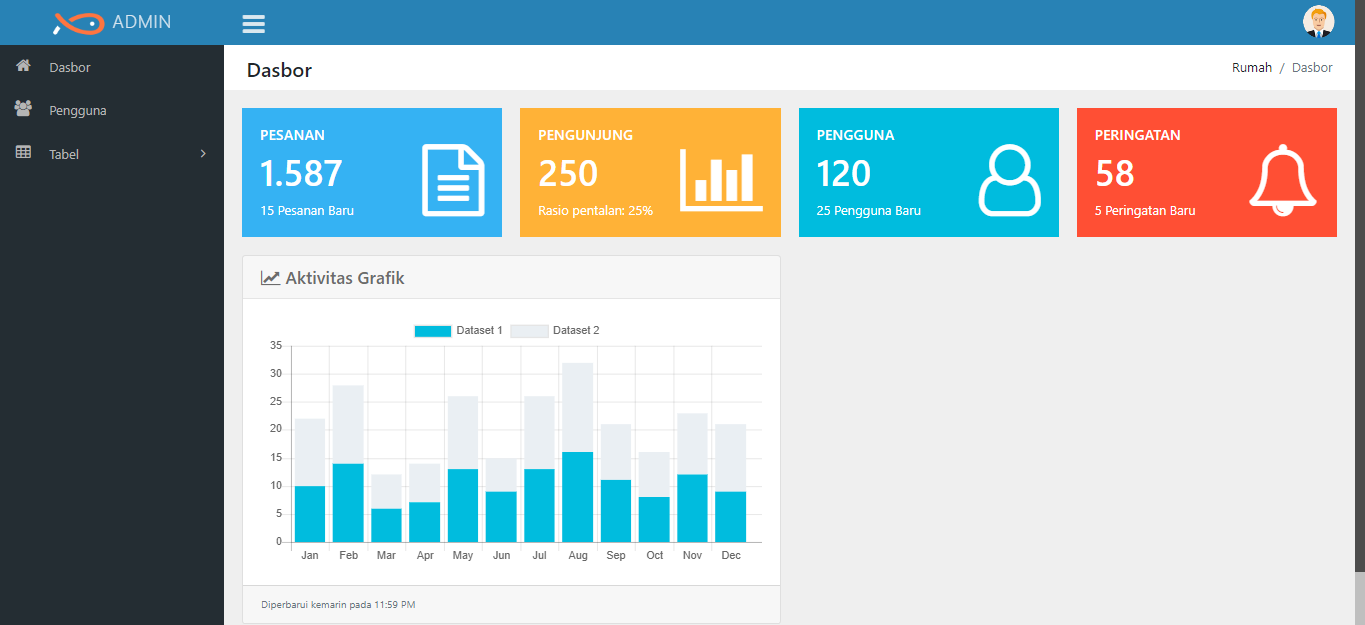 ADMIN
Dasbor
Pengguna
Tabel
Dasbor
Rumah / Dasbor
PESANAN
1.587
15 Pesanan Baru
PENGUNJUNG
250
Rasio pentalan: 25%
PENGGUNA
120
25 Pengguna Baru
PERINGATAN
58
5 Peringatan Baru
Aktivitas Grafik
Dataset 1 Dataset 2
35
30
25
20
15
10
5
0
Jan Feb Mar Apr May Jun Jul Aug Sep Oct Nov Dec
Diperbarui kemarin pada 11:59 PM